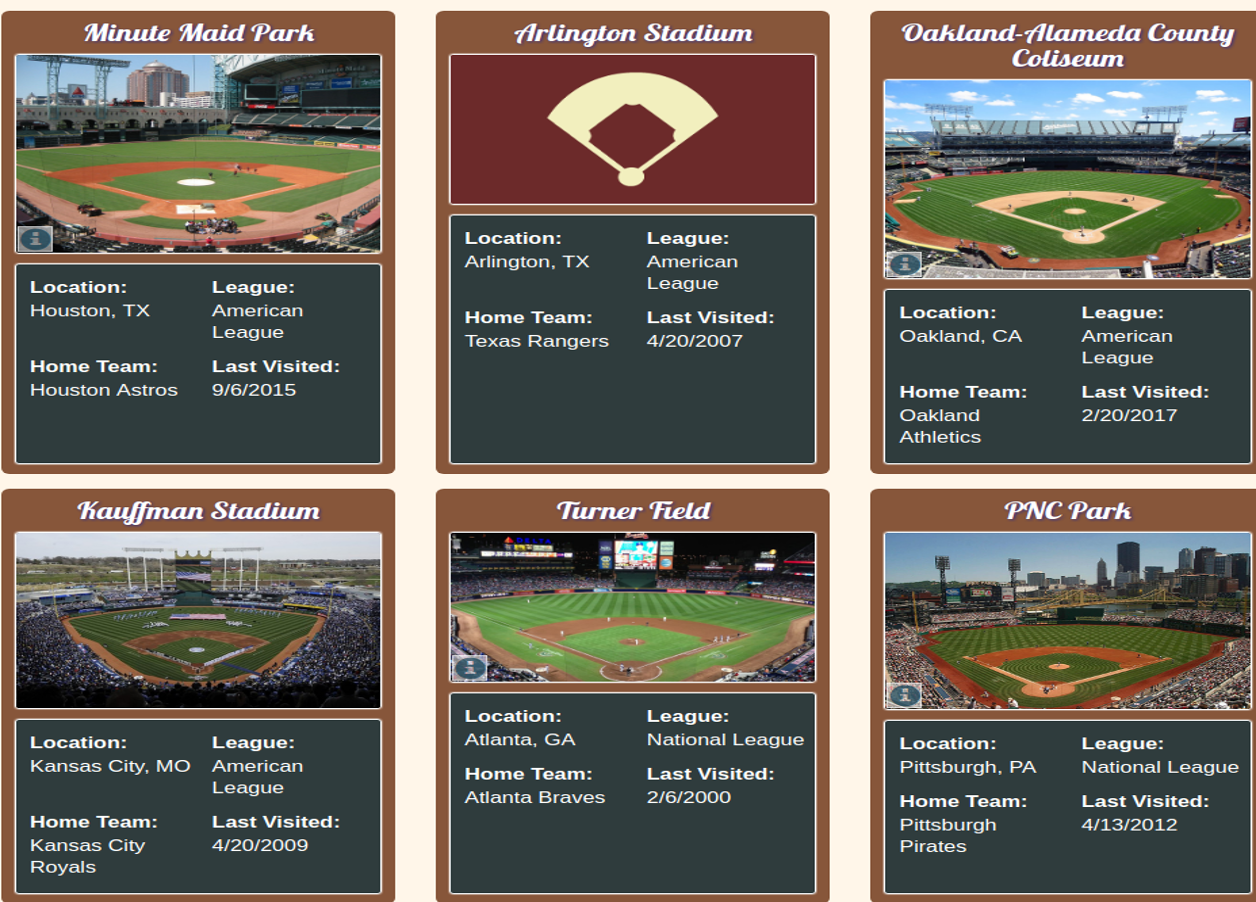 Minute Maid Park
Location:
Houston, TX
League:
American
League
Home Team:
Houston Astros
Last Visited:
9/6/2015
Arlington Stadium
Location:
Arlington, TX
League:
American
League
Home Team:
Texas Rangers
Last Visited:
4/20/2007
Oakland-Alameda County
Coliseum
Location:
Oakland, CA
League:
American
League
Home Team:
Oakland
Athletics
Last Visited:
2/20/2017
Kauffman Stadium
Location:
Kansas City, MO
League:
American
League
Home Team:
Kansas City
Royals
Last Visited:
4/20/2009
Turner Field
DELTA
Location:
Atlanta, GA
League:
National League
Home Team:
Atlanta Braves
Last Visited:
2/6/2000
PNC Park
Location:
Pittsburgh, PA
League:
National League
Home Team:
Pittsburgh
Pirates
Last Visited:
4/13/2012